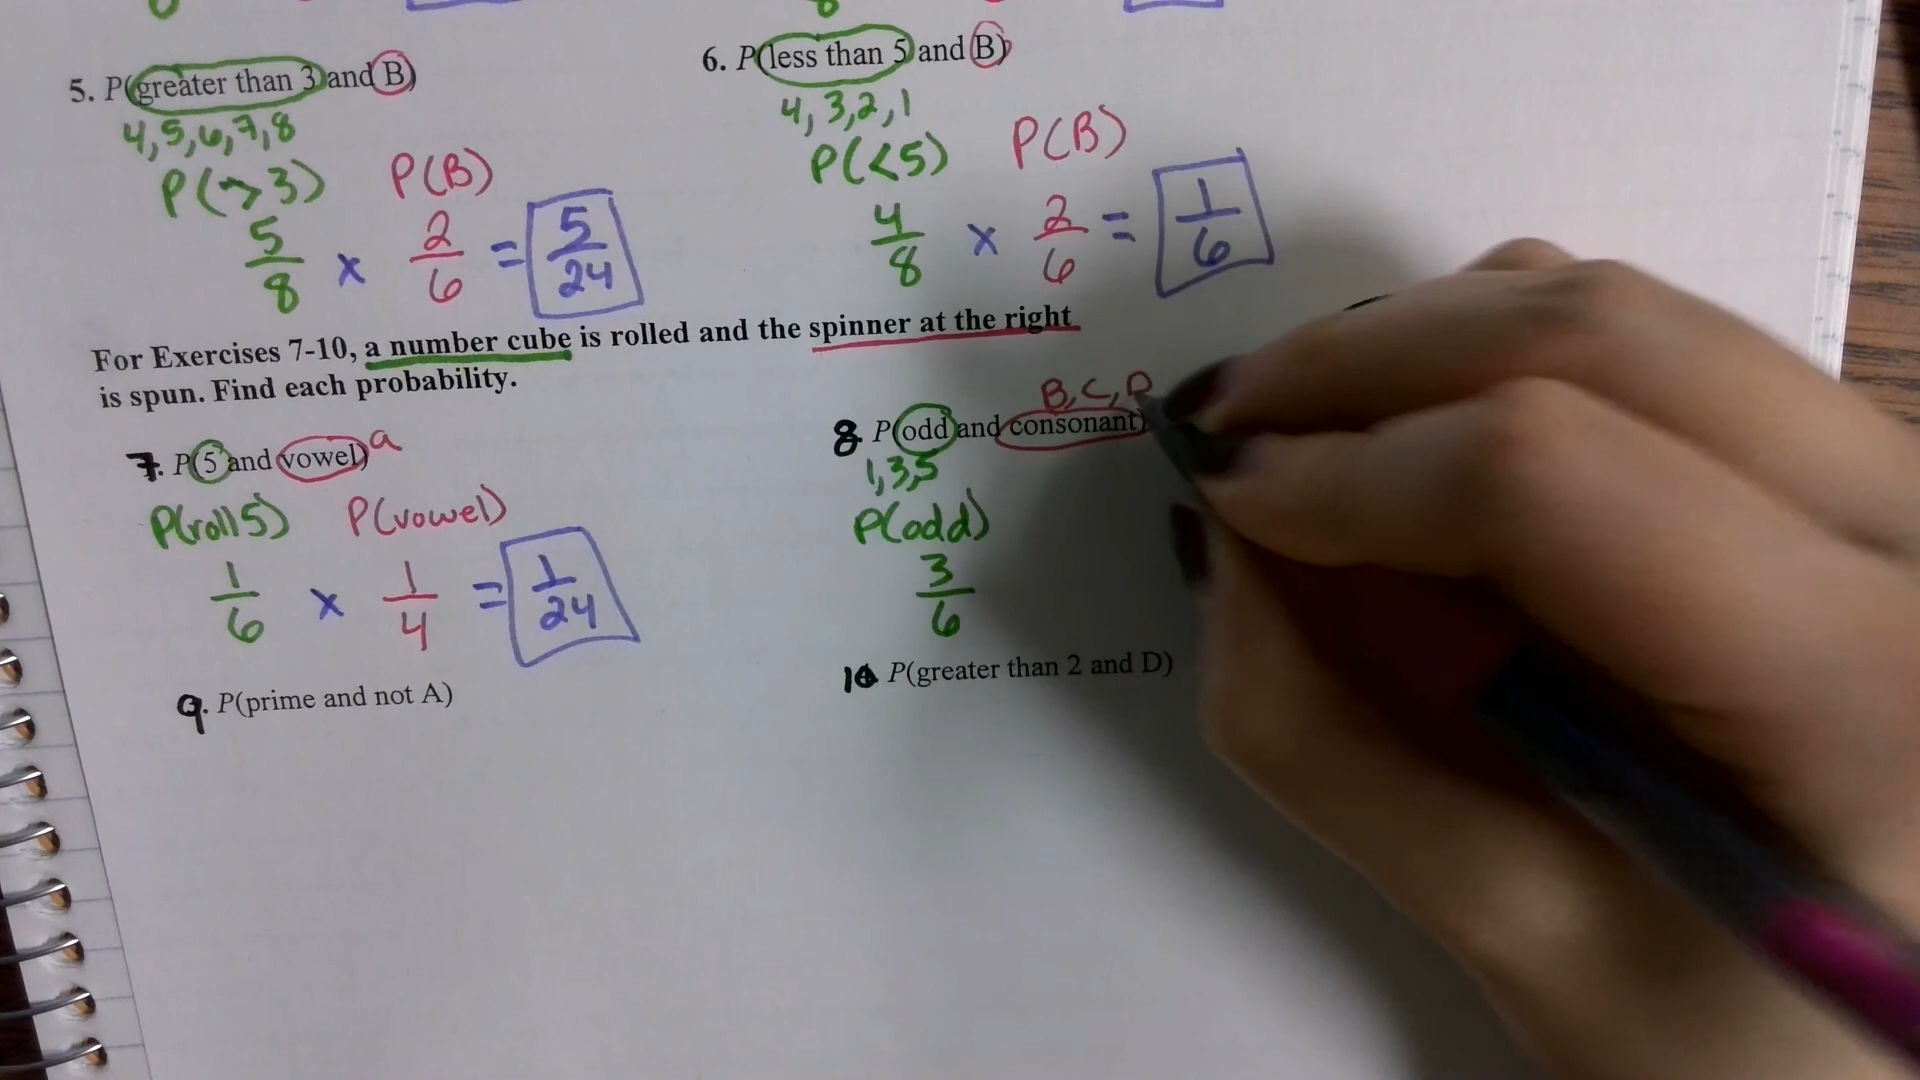 5. P(greater than 3 and B)
4,5,6,7,8
P(>3) P(B)
5/8 x 2/6 = 5/24
6. P(less than 5 and B)
4,3,2,1
P(<5) P(B)
4/8 x 2/6 = 1/6
For Exercises 7-10, a number cube is rolled and the spinner at the right
is spun. Find each probability.
7. P(5 and vowel) a
P(roll 5) P(vowel)
1/6 x 1/4 = 1/24
B, C, D
8 P(odd and consonant)
1,3,5
P(odd)
3/6
9. P(prime and not A)
10 P(greater than 2 and D)